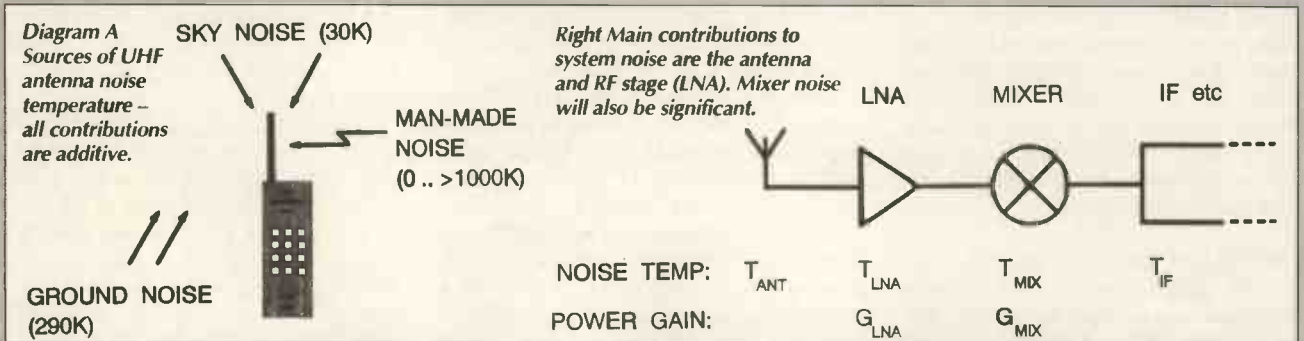 Diagram A
Sources of UHF
antenna noise
temperature –
all contributions
are additive.
SKY NOISE (30K)
MAN-MADE
NOISE
(0 .. >1000K)
GROUND NOISE
(290K)
Right Main contributions to
system noise are the antenna
and RF stage (LNA). Mixer noise
will also be significant.
LNA MIXER IF etc
NOISE TEMP: T_ANT T_LNA T_MIX T_IF
POWER GAIN: G_LNA G_MIX